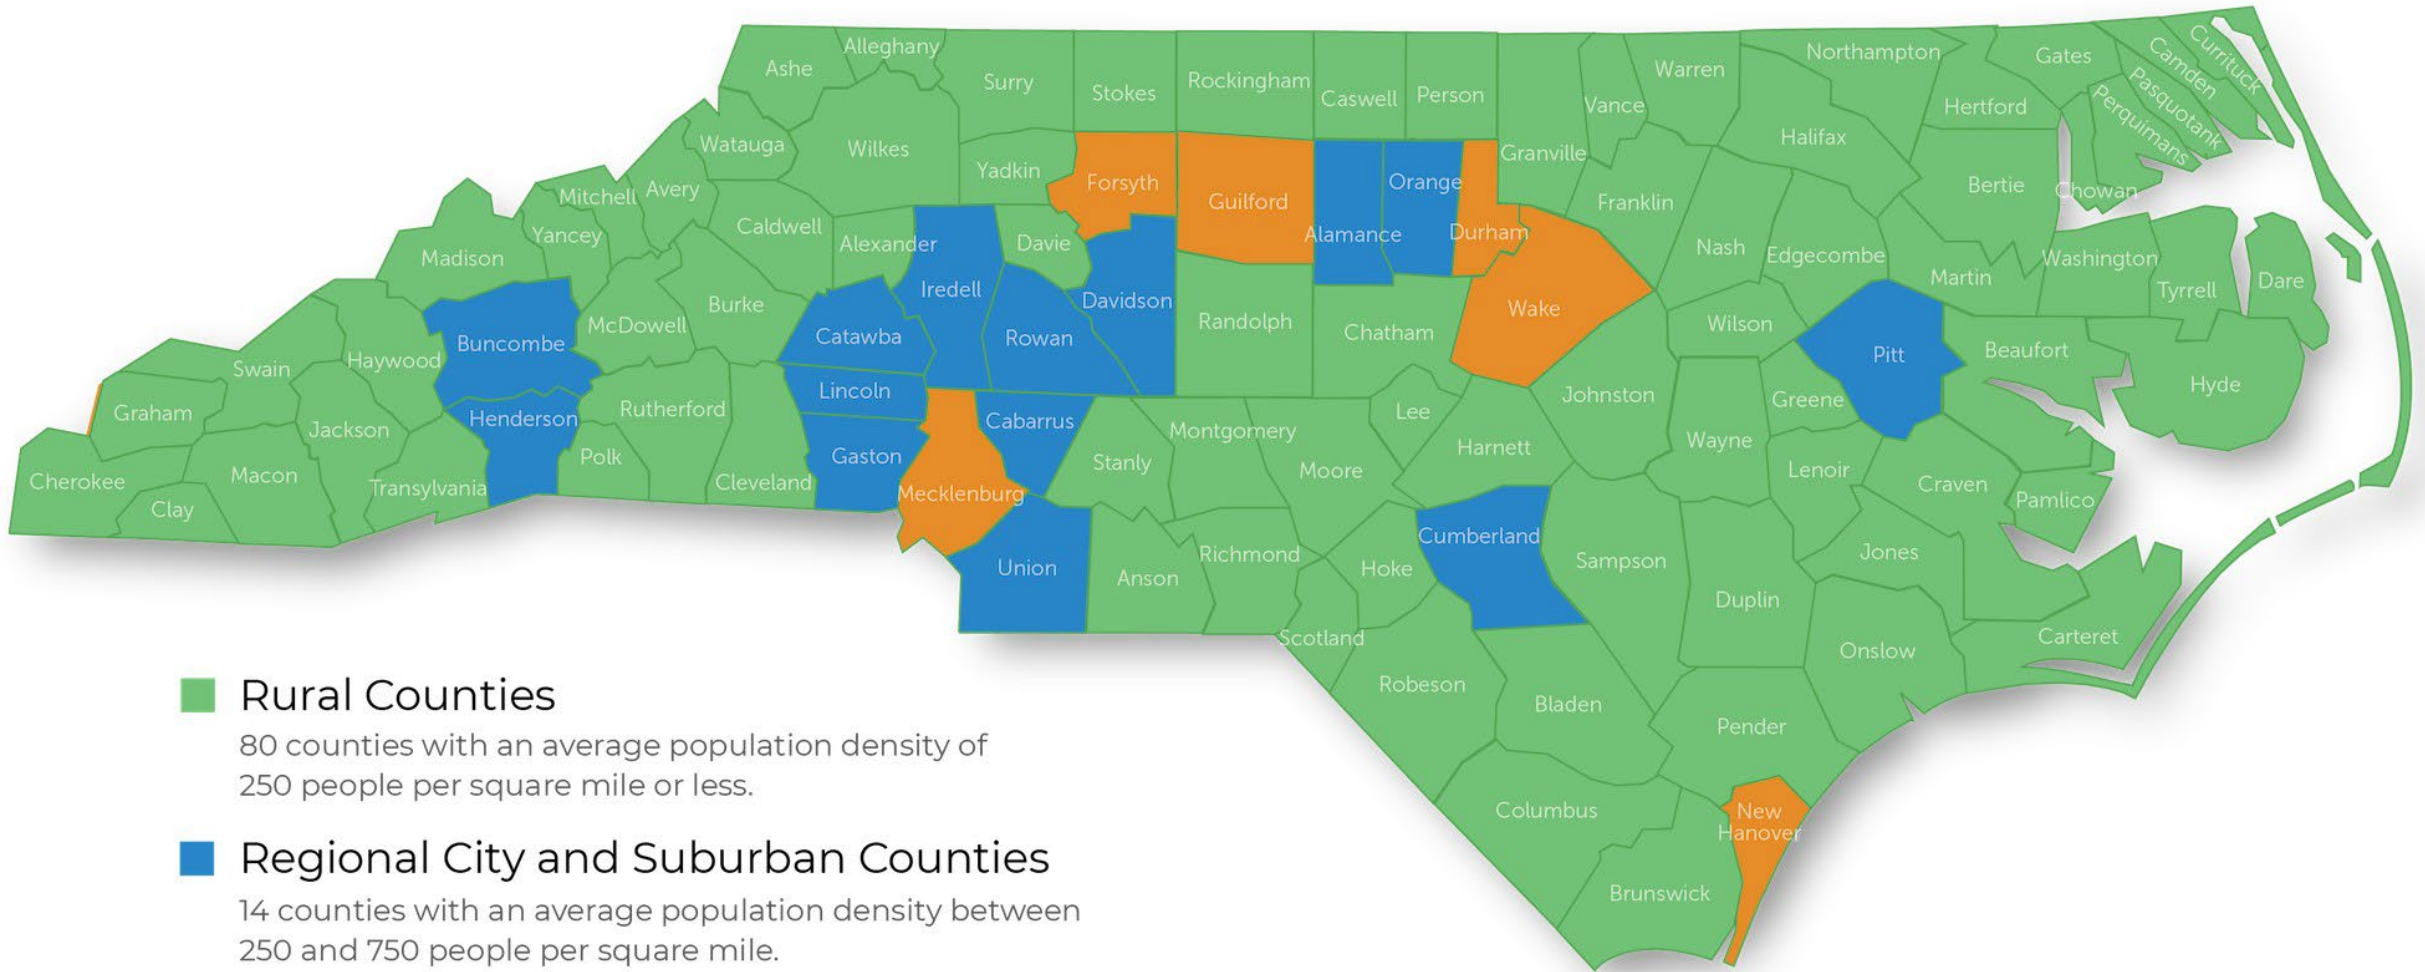 Alleghany
Northampton
Currituck
Ashe
Gates
Camden
Surry
Stokes
Rockingham
Caswell
Person
Warren
Vance
Hertford
Pasquotank
Perquimans
Watauga
Wilkes
Halifax
Granville
Yadkin
Forsyth
Guilford
Orange
Franklin
Bertie
Chowan
Mitchell
Avery
Yancey
Caldwell
Alexander
Davie
Alamance
Durham
Nash
Edgecombe
Washington
Madison
Martin
Tyrrell
Dare
Iredell
Davidson
Burke
McDowell
Catawba
Rowan
Randolph
Chatham
Wake
Wilson
Buncombe
Haywood
Swain
Pitt
Beaufort
Hyde
Lincoln
Johnston
Greene
Graham
Jackson
Henderson
Rutherford
Cabarrus
Montgomery
Lee
Harnett
Wayne
Gaston
Polk
Cherokee
Macon
Transylvania
Cleveland
Mecklenburg
Stanly
Moore
Lenoir
Craven
Pamlico
Clay
Cumberland
Union
Anson
Richmond
Hoke
Sampson
Jones
Duplin
Scotland
Onslow
Carteret
Robeson
Bladen
Pender
Columbus
New
Hanover
Brunswick
Rural Counties
80 counties with an average population density of
250 people per square mile or less.
Regional City and Suburban Counties
14 counties with an average population density between
250 and 750 people per square mile.